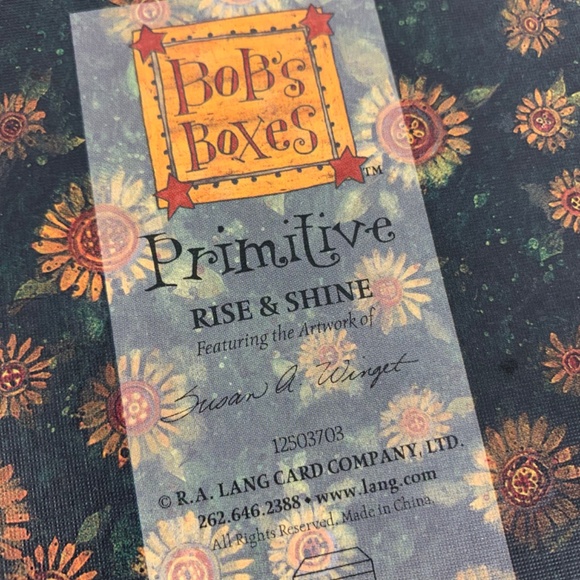 Bob's
Boxes
TM
Primitive
RISE & SHINE
Featuring the Artwork of
Susan A. Winget
12503703
© R.A. LANG CARD COMPANY, LTD.
262.646.2388 • www.lang.com
All Rights Reserved. Made in China.